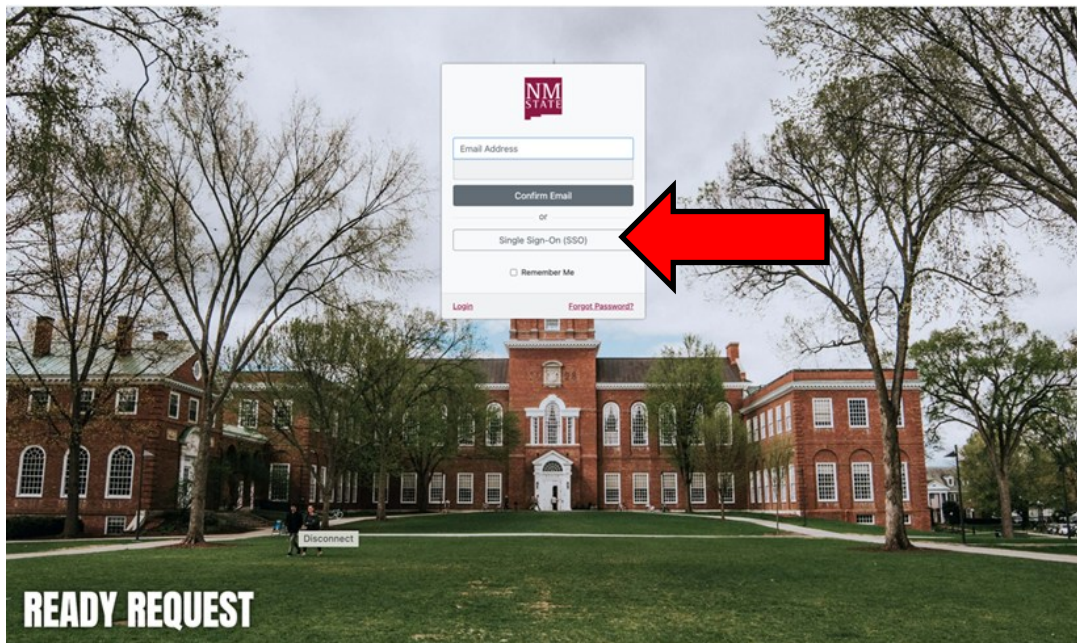 NM
STATE
Email Address
Confirm Email
or
Single Sign-On (SSO)
Remember Me
Login Forgot Password?
Disconnect
READY REQUEST